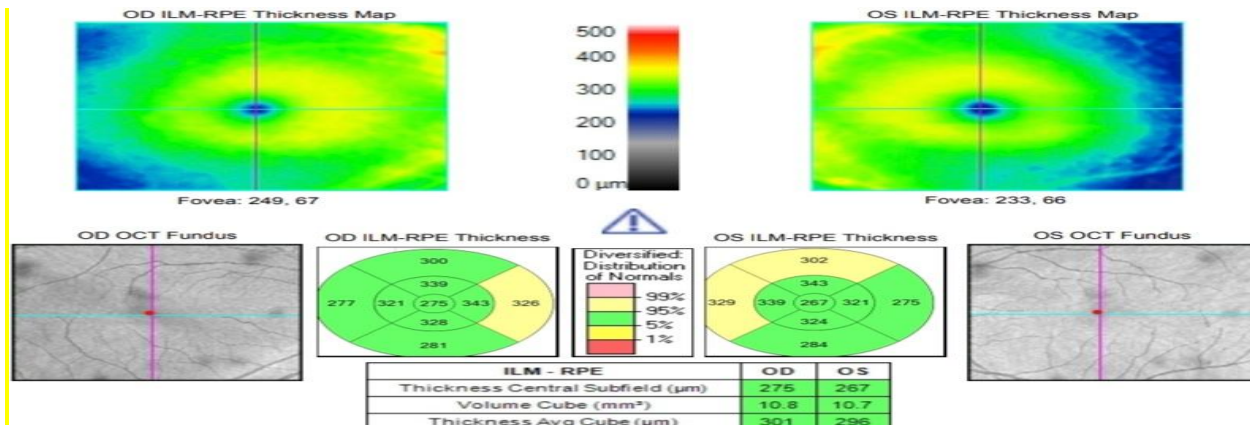 OD ILM-RPE Thickness Map
OS ILM-RPE Thickness Map
500
400
300
200
100
0 µm
Fovea: 249, 67
Fovea: 233, 66
OD OCT Fundus
OD ILM-RPE Thickness
OS ILM-RPE Thickness
OS OCT Fundus
300
339
277 321 275 343 326
328
281
Diversified:
Distribution
of Normals
99%
95%
5%
1%
302
343
329 339 267 321 275
324
284
ILM - RPE OD OS
Thickness Central Subfield (µm) 275 267
Volume Cube (mm³) 10.8 10.7
Thickness Avg Cube (µm) 301 296